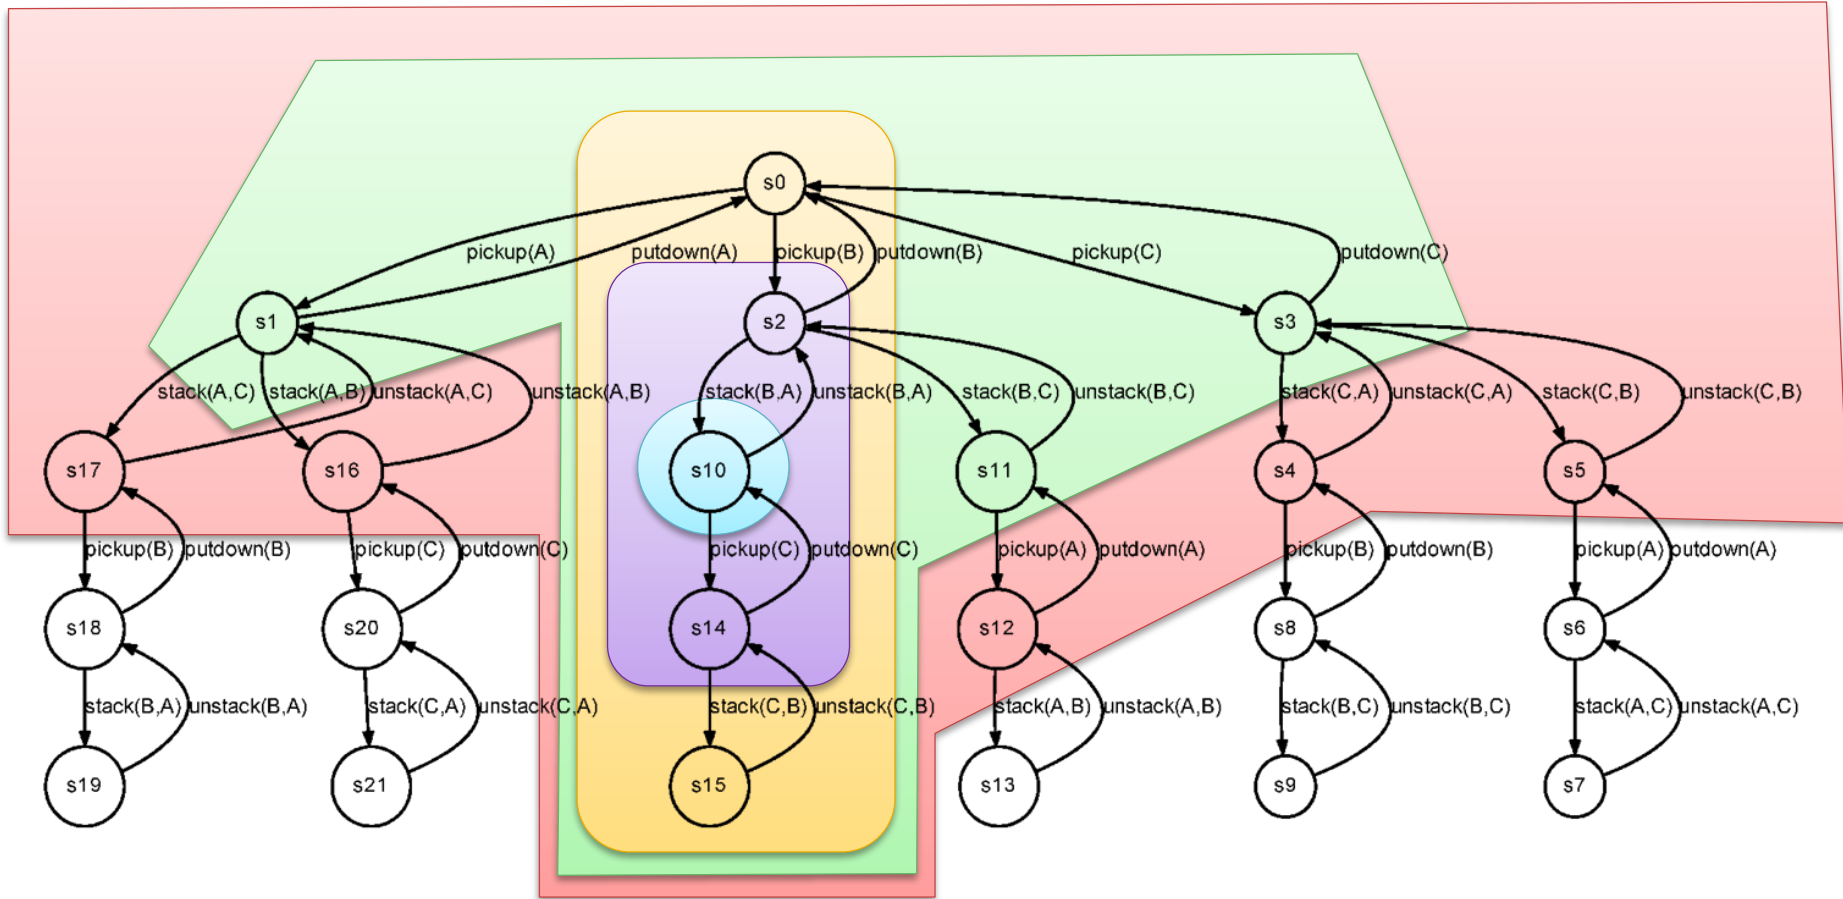 s0
pickup(A) putdown(A) pickup(B) putdown(B) pickup(C) putdown(C)
s1 s2 s3
stack(A,C) stack(A,B) unstack(A,C) unstack(A,B) stack(B,A) unstack(B,A) stack(B,C) unstack(B,C) stack(C,A) unstack(C,A) stack(C,B) unstack(C,B)
s17 s16 s10 s11 s4 s5
pickup(B) putdown(B) pickup(C) putdown(C) pickup(C) putdown(C) pickup(A) putdown(A) pickup(B) putdown(B) pickup(A) putdown(A)
s18 s20 s14 s12 s8 s6
stack(B,A) unstack(B,A) stack(C,A) unstack(C,A) stack(C,B) unstack(C,B) stack(A,B) unstack(A,B) stack(B,C) unstack(B,C) stack(A,C) unstack(A,C)
s19 s21 s15 s13 s9 s7